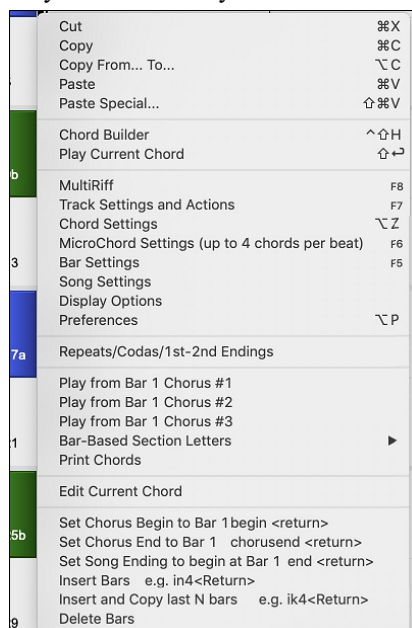 Cut ⌘X
Copy ⌘C
Copy From... To... ⌥C
Paste ⌘V
Paste Special... ⇧⌘V
Chord Builder ^⇧H
b
Play Current Chord ⇧↩
MultiRiff F8
Track Settings and Actions F7
Chord Settings ⌥Z
MicroChord Settings (up to 4 chords per beat) F6
3 Bar Settings F5
Song Settings
Display Options
Preferences ⌥P
7a Repeats/Codas/1st-2nd Endings
Play from Bar 1 Chorus #1
Play from Bar 1 Chorus #2
Play from Bar 1 Chorus #3
1 Bar-Based Section Letters ▶
Print Chords
Edit Current Chord
Set Chorus Begin to Bar 1 begin <return>
5b Set Chorus End to Bar 1 chorusend <return>
Set Song Ending to begin at Bar 1 end <return>
Insert Bars e.g. in4<Return>
Insert and Copy last N bars e.g. ik4<Return>
9 Delete Bars